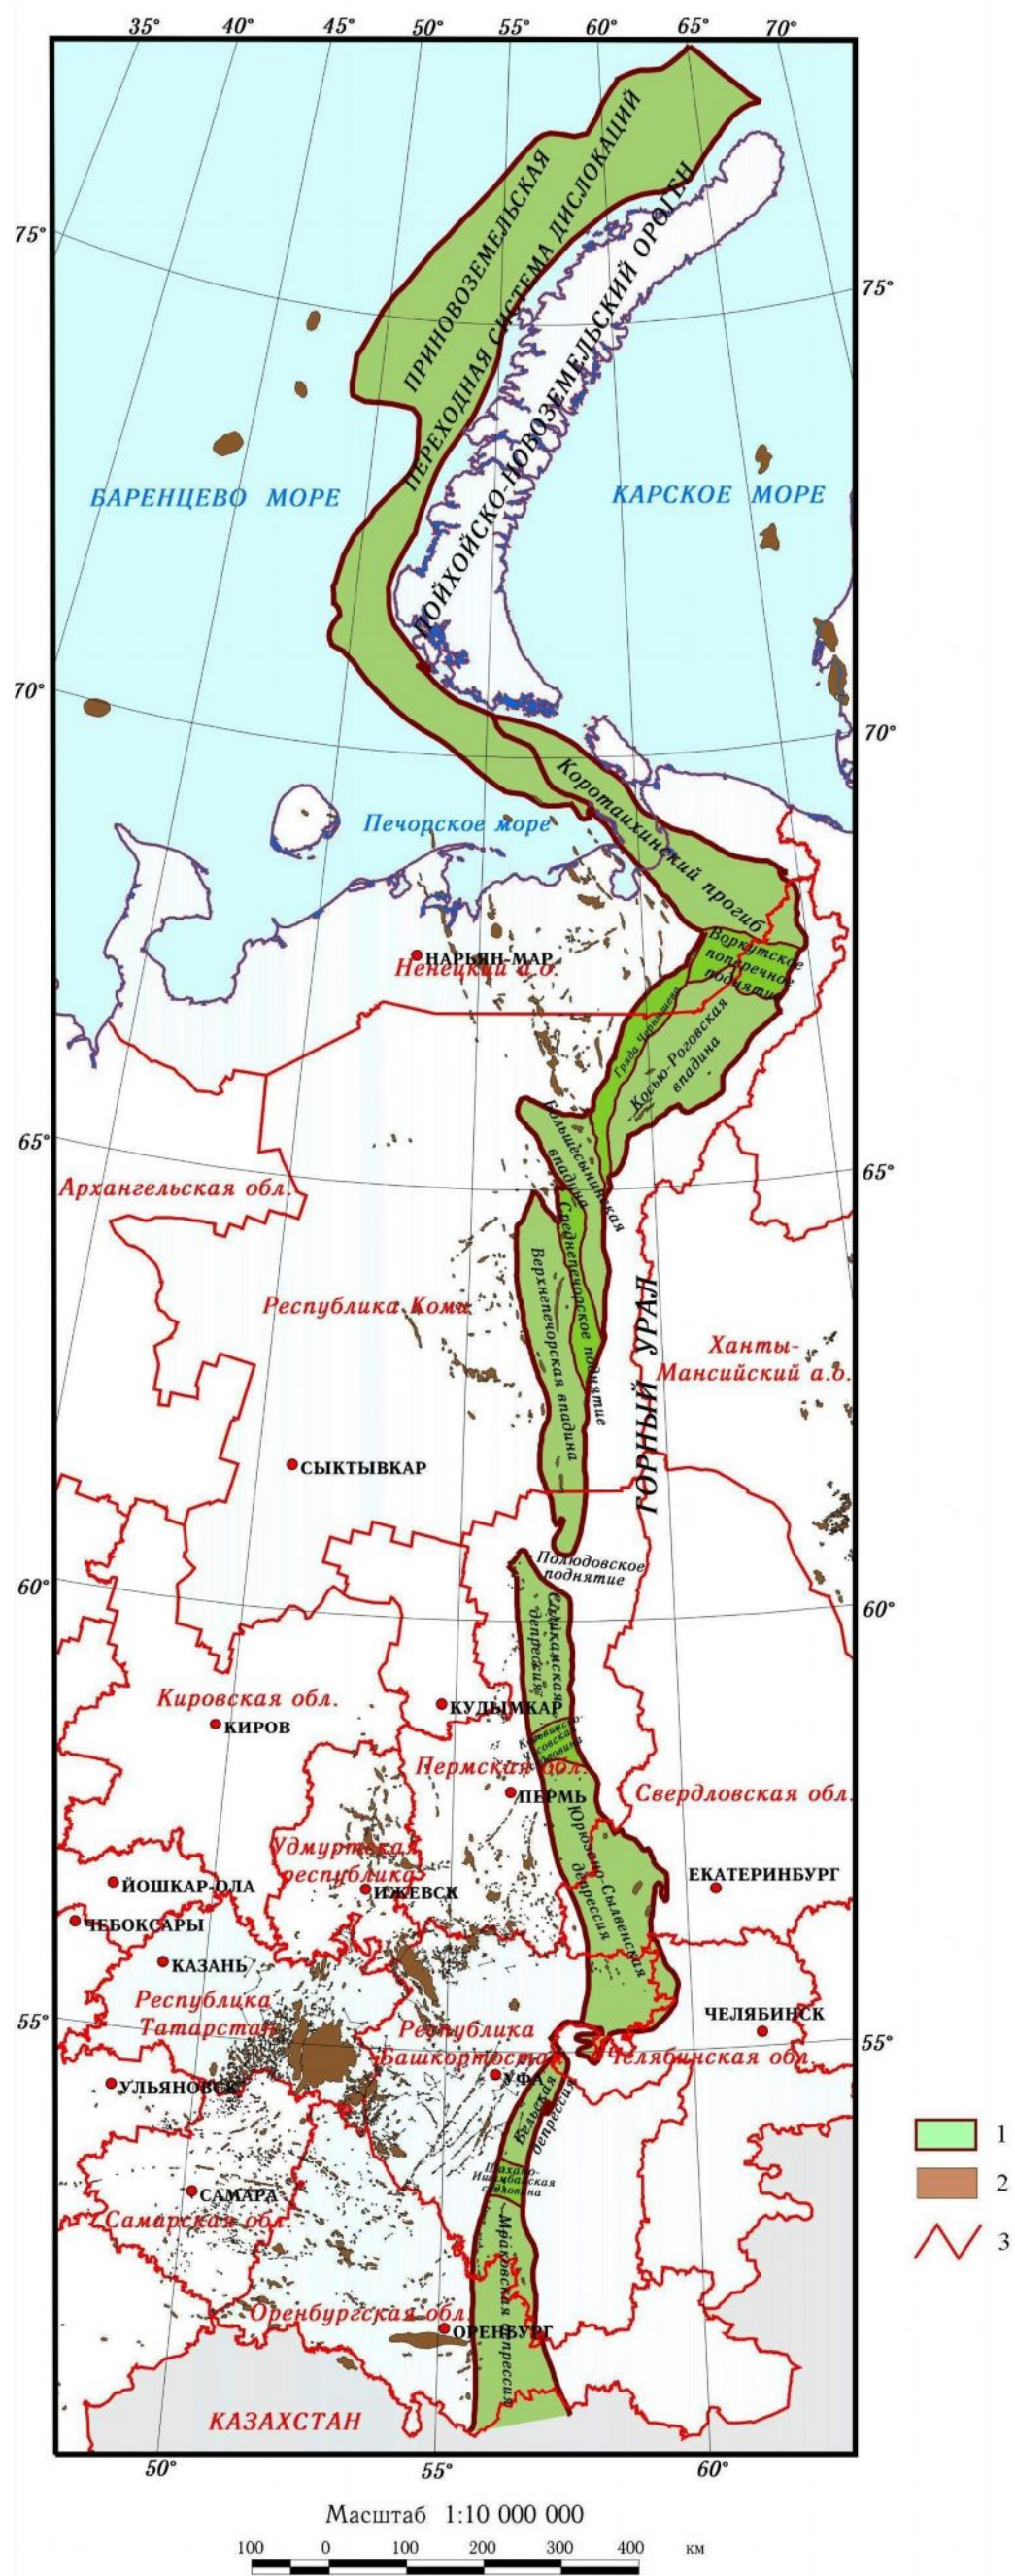 35° 40° 45° 50° 55° 60° 65° 70°
75°
75°
ПРИНОВОЗЕМЕЛЬСКАЯ
ПЕРЕХОДНАЯ СИСТЕМА ДИСЛОКАЦИЙ
ПОЙХОЙСКО-НОВОЗЕМЕЛЬСКИЙ ОРОГЕН
БАРЕНЦЕВО МОРЕ
КАРСКОЕ МОРЕ
70°
70°
Коротаихинский прогиб
Печорское море
Воркутское
поперечное
поднятие
НАРЬЯН-МАР
Ненецкий а.о.
Гряда Чернышева
Косью-Роговская
впадина
65°
65°
Большесынинская
впадина
Архангельская обл.
Среднепечорское поднятие
Верхнепечорская впадина
Республика Коми
ГОРНЫЙ УРАЛ
Ханты-
Мансийский а.о.
СЫКТЫВКАР
Полюдовское
поднятие
60°
60°
Соликамская
депрессия
Кировская обл.
КИРОВ
КУДЫМКАР
седловина
Пермская обл.
ПЕРМЬ
Свердловская обл.
Юрюзано-Сылвенская
депрессия
Удмуртская
республика
ИЖЕВСК
ЕКАТЕРИНБУРГ
ЙОШКАР-ОЛА
ЧЕБОКСАРЫ
КАЗАНЬ
Республика
Татарстан
55°
55°
ЧЕЛЯБИНСК
Республика
Башкортостан
Челябинская обл.
УФА
УЛЬЯНОВСК
Бельская
депрессия
Шихано-
Ишимбайская
седловина
САМАРА
Самарская обл.
Мраковская депрессия
Оренбургская обл.
ОРЕНБУРГ
КАЗАХСТАН
1
2
3
50° 55° 60°
Масштаб 1:10 000 000
100 0 100 200 300 400 км